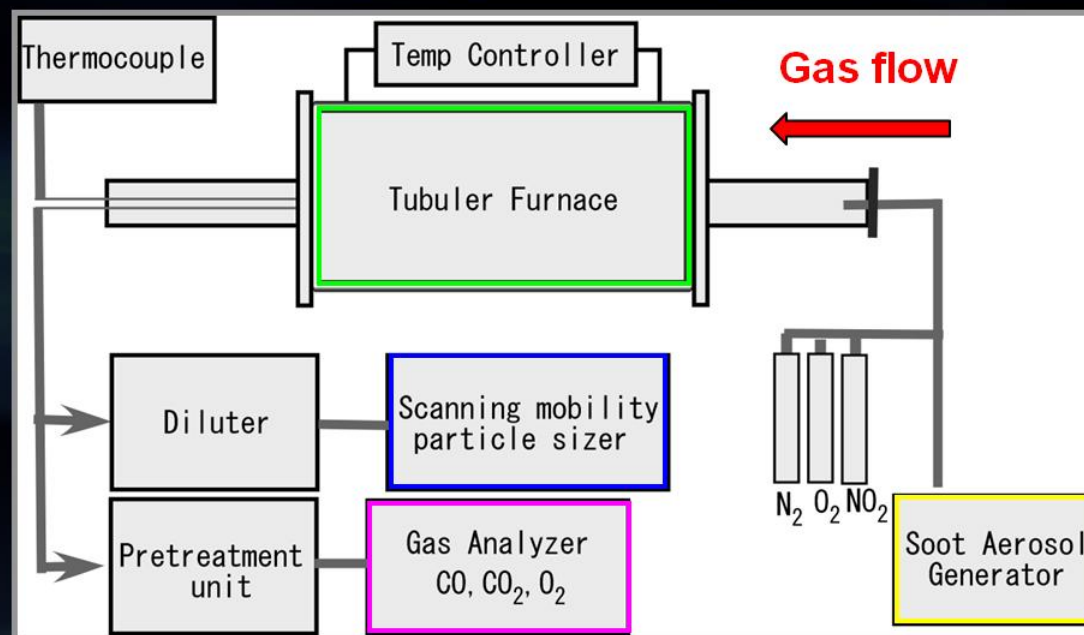 Thermocouple
Temp Controller
Gas flow
Tubuler Furnace
Diluter
Scanning mobility
particle sizer
N₂ O₂ NO₂
Pretreatment
unit
Gas Analyzer
CO, CO₂, O₂
Soot Aerosol
Generator